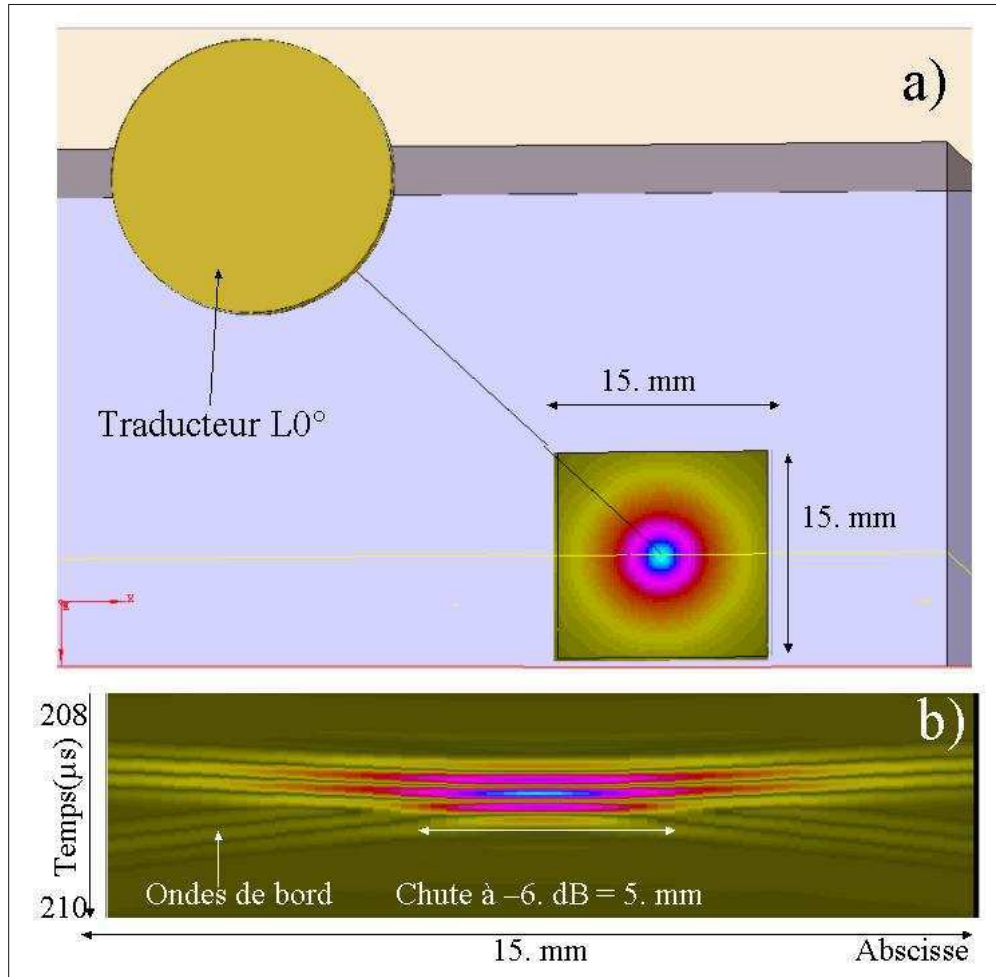 a)
Traducteur L0°
15. mm
15. mm
x
b)
208
Temps(µs)
210
Ondes de bord
Chute à –6. dB = 5. mm
15. mm
Abscisse